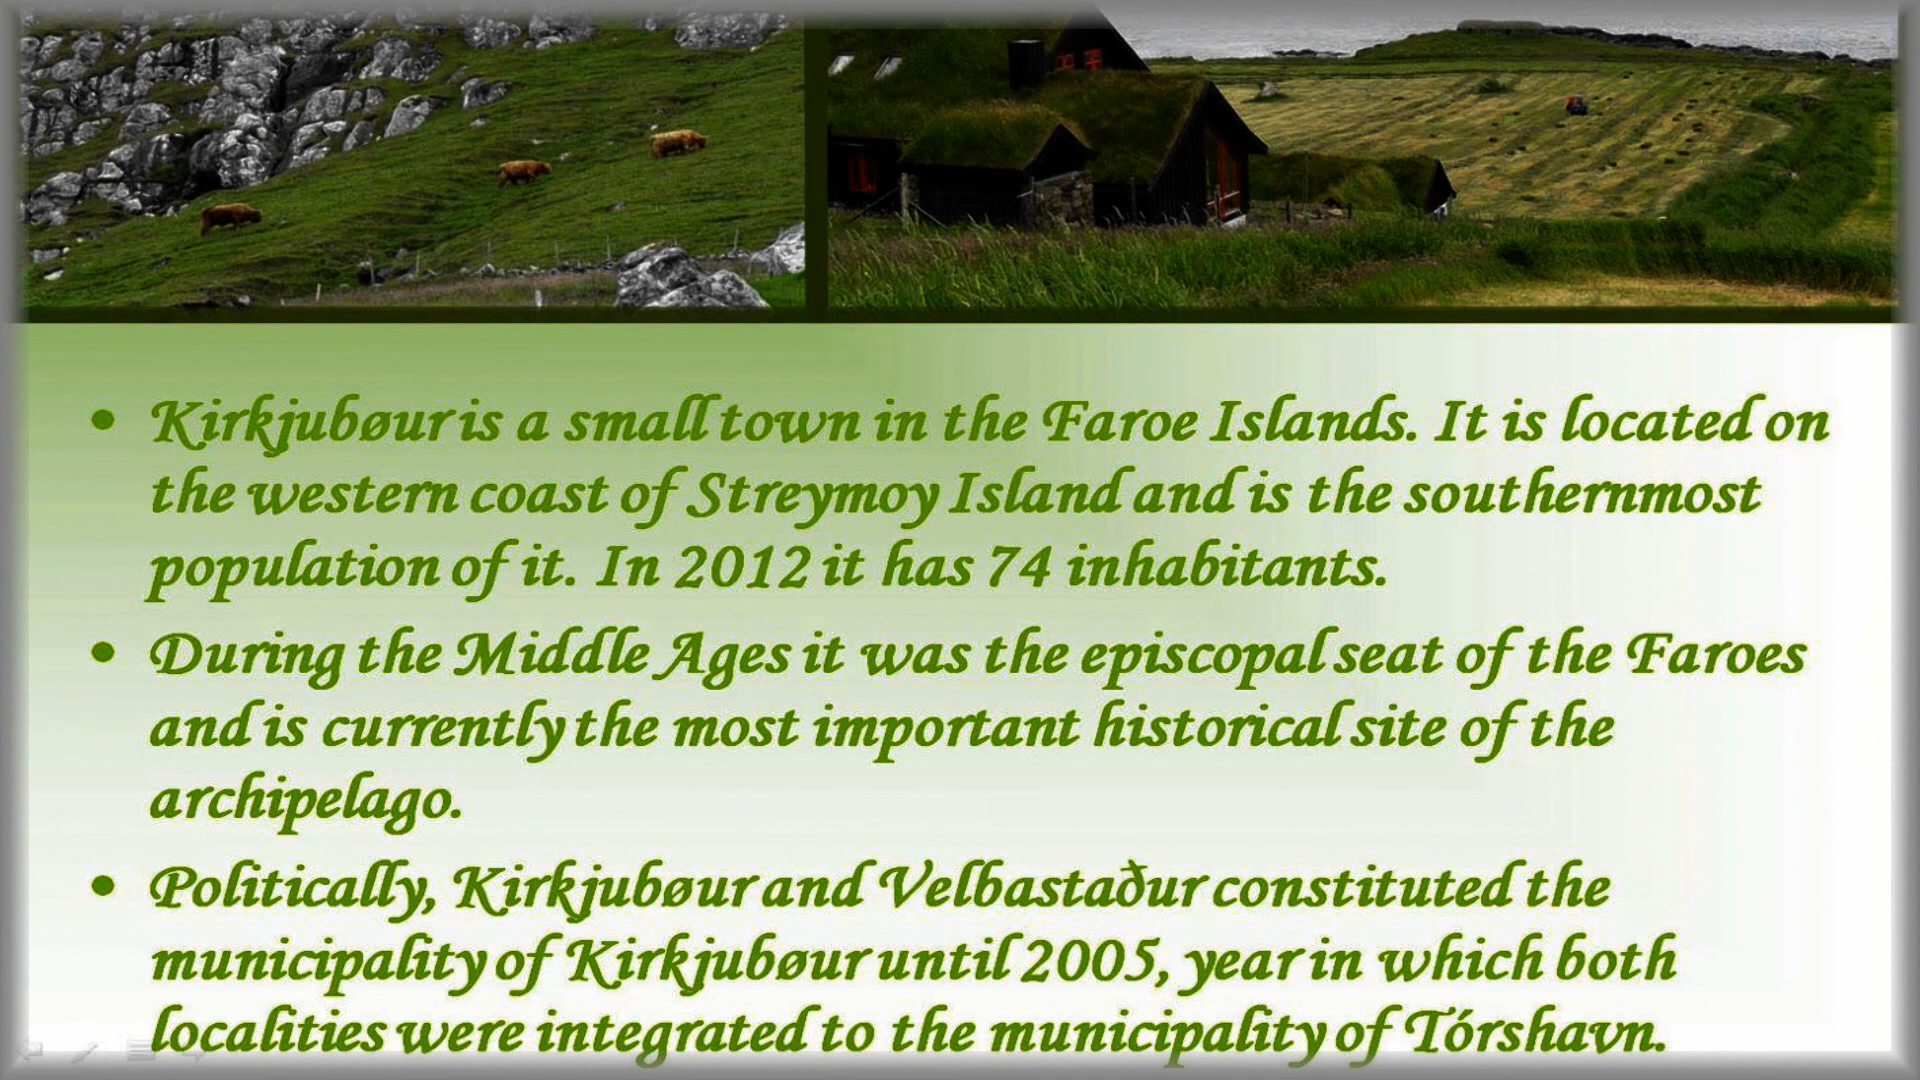 • Kirkjubøur is a small town in the Faroe Islands. It is located on
the western coast of Streymoy Island and is the southernmost
population of it. In 2012 it has 74 inhabitants.
• During the Middle Ages it was the episcopal seat of the Faroes
and is currently the most important historical site of the
archipelago.
• Politically, Kirkjubøur and Velbastaður constituted the
municipality of Kirkjubøur until 2005, year in which both
localities were integrated to the municipality of Tórshavn.